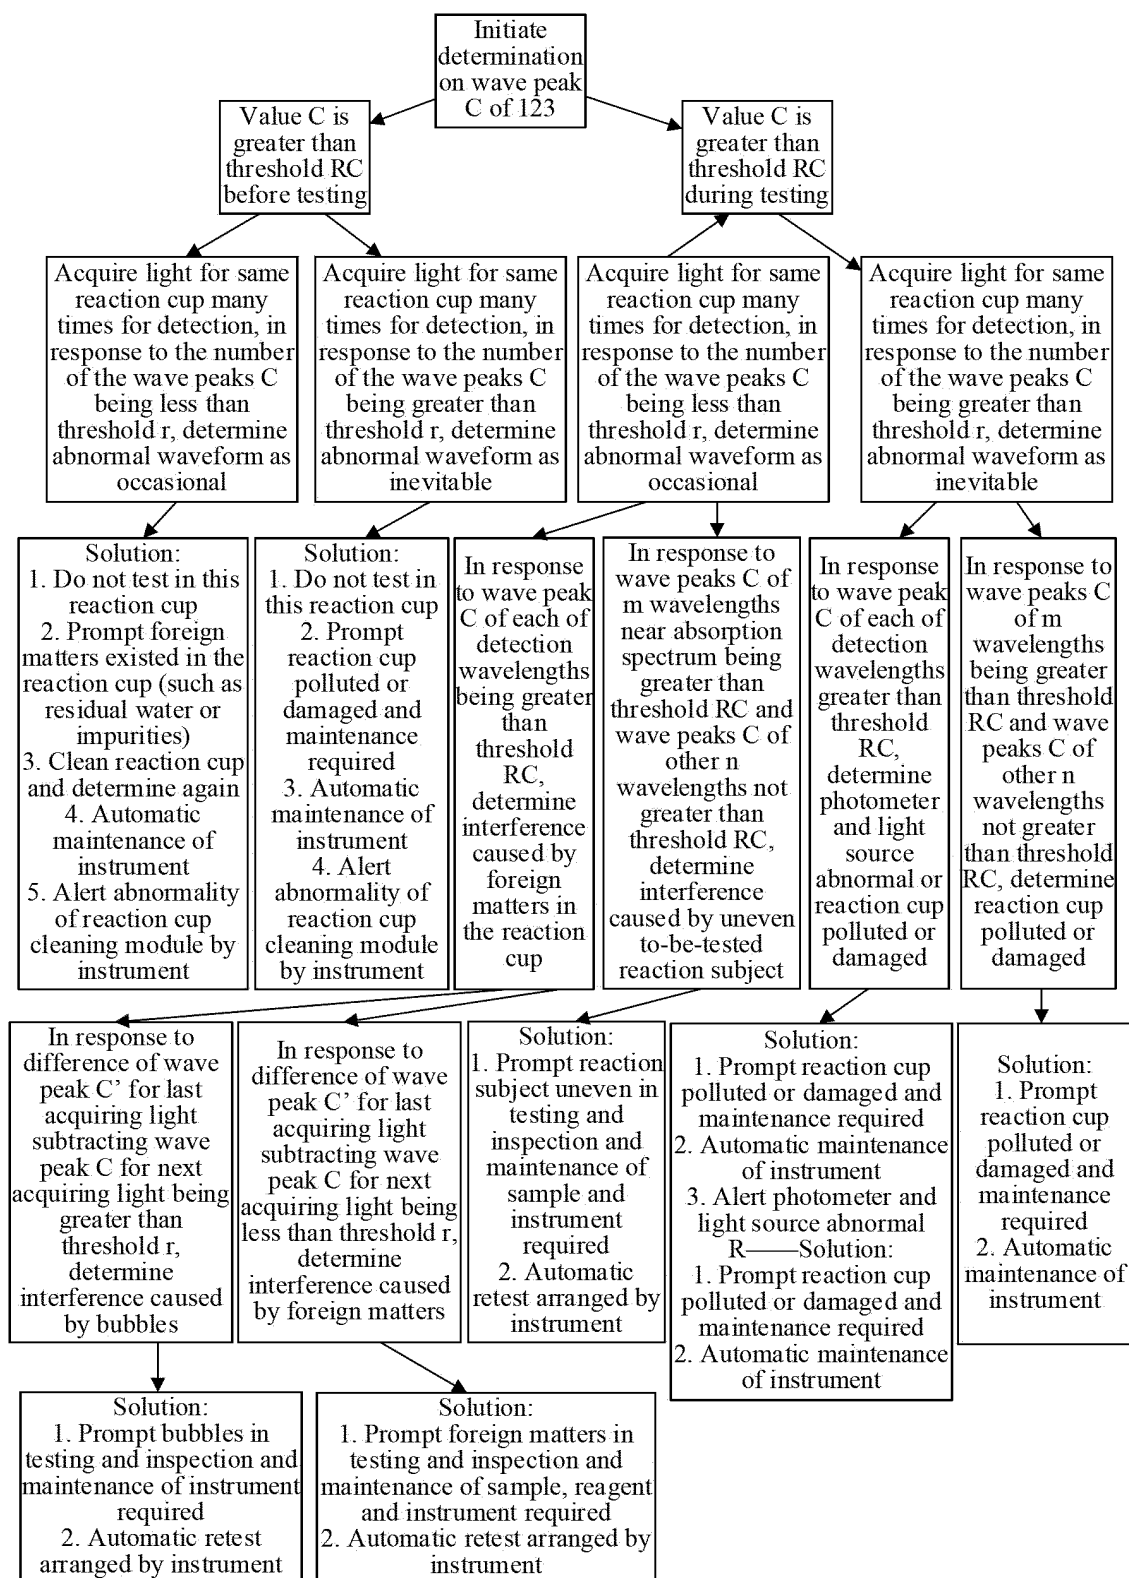 Initiate
determination
on wave peak
C of 123
Value C is
greater than
threshold RC
before testing
Value C is
greater than
threshold RC
during testing
Acquire light for same
reaction cup many
times for detection, in
response to the number
of the wave peaks C
being less than
threshold r, determine
abnormal waveform as
occasional
Acquire light for same
reaction cup many
times for detection, in
response to the number
of the wave peaks C
being greater than
threshold r, determine
abnormal waveform as
inevitable
Acquire light for same
reaction cup many
times for detection, in
response to the number
of the wave peaks C
being less than
threshold r, determine
abnormal waveform as
occasional
Acquire light for same
reaction cup many
times for detection, in
response to the number
of the wave peaks C
being greater than
threshold r, determine
abnormal waveform as
inevitable
Solution:
1. Do not test in this
reaction cup
2. Prompt foreign
matters existed in the
reaction cup (such as
residual water or
impurities)
3. Clean reaction cup
and determine again
4. Automatic
maintenance of
instrument
5. Alert abnormality
of reaction cup
cleaning module by
instrument
Solution:
1. Do not test in
this reaction cup
2. Prompt
reaction cup
polluted or
damaged and
maintenance
required
3. Automatic
maintenance of
instrument
4. Alert
abnormality of
reaction cup
cleaning module
by instrument
In response
to wave peak
C of each of
detection
wavelengths
being greater
than
threshold
RC,
determine
interference
caused by
foreign
matters in
the reaction
cup
In response to
wave peaks C of
m wavelengths
near absorption
spectrum being
greater than
threshold RC and
wave peaks C of
other n
wavelengths not
greater than
threshold RC,
determine
interference
caused by uneven
to-be-tested
reaction subject
In response
to wave peak
C of each of
detection
wavelengths
greater than
threshold
RC,
determine
photometer
and light
source
abnormal or
reaction cup
polluted or
damaged
In response to
wave peaks C
of m
wavelengths
being greater
than threshold
RC and wave
peaks C of
other n
wavelengths
not greater
than threshold
RC, determine
reaction cup
polluted or
damaged
In response to
difference of wave
peak C’ for last
acquiring light
subtracting wave
peak C for next
acquiring light being
greater than
threshold r,
determine
interference caused
by bubbles
In response to
difference of wave
peak C’ for last
acquiring light
subtracting wave
peak C for next
acquiring light being
less than threshold r,
determine
interference caused
by foreign matters
Solution:
1. Prompt reaction
subject uneven in
testing and
inspection and
maintenance of
sample and
instrument
required
2. Automatic
retest arranged by
instrument
Solution:
1. Prompt reaction cup
polluted or damaged and
maintenance required
2. Automatic maintenance
of instrument
3. Alert photometer and
light source abnormal
R——Solution:
1. Prompt reaction cup
polluted or damaged and
maintenance required
2. Automatic maintenance
of instrument
Solution:
1. Prompt
reaction cup
polluted or
damaged and
maintenance
required
2. Automatic
maintenance of
instrument
Solution:
1. Prompt bubbles in
testing and inspection and
maintenance of instrument
required
2. Automatic retest
arranged by instrument
Solution:
1. Prompt foreign matters in
testing and inspection and
maintenance of sample, reagent
and instrument required
2. Automatic retest arranged by
instrument